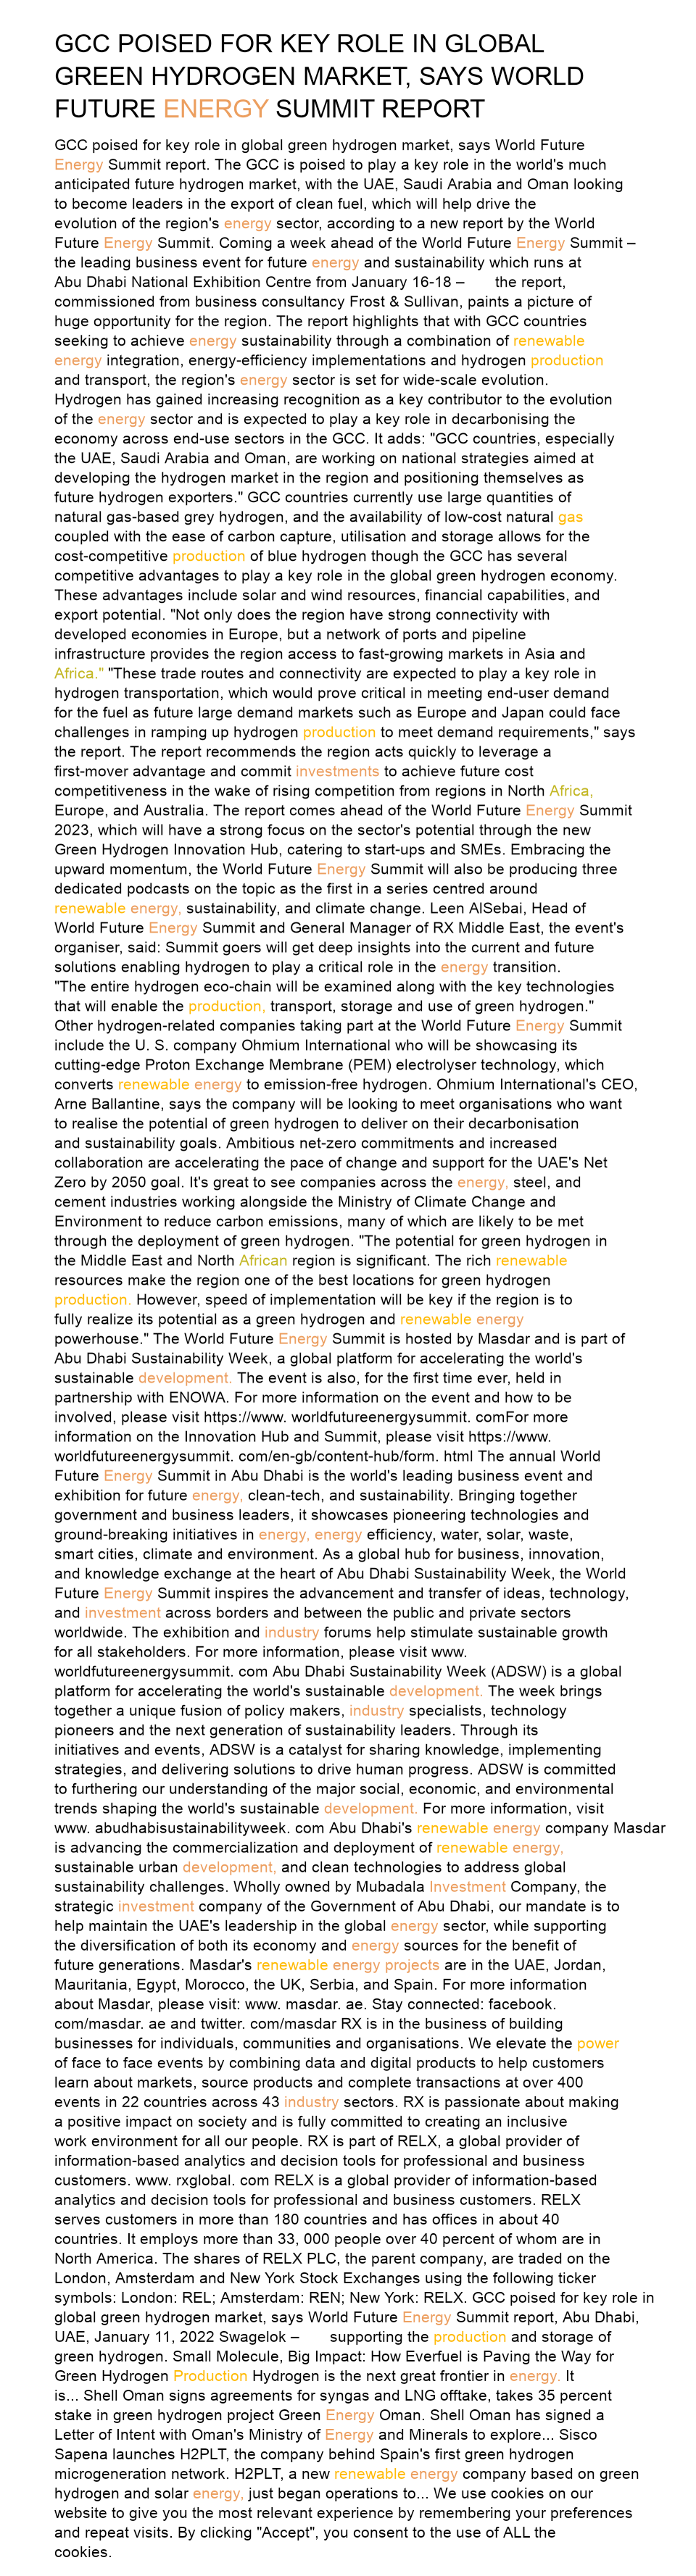 GCC POISED FOR KEY ROLE IN GLOBAL
GREEN HYDROGEN MARKET, SAYS WORLD
FUTURE ENERGY SUMMIT REPORT
GCC poised for key role in global green hydrogen market, says World Future
Energy Summit report. The GCC is poised to play a key role in the world's much
anticipated future hydrogen market, with the UAE, Saudi Arabia and Oman looking
to become leaders in the export of clean fuel, which will help drive the
evolution of the region's energy sector, according to a new report by the World
Future Energy Summit. Coming a week ahead of the World Future Energy Summit –
the leading business event for future energy and sustainability which runs at
Abu Dhabi National Exhibition Centre from January 16-18 – the report,
commissioned from business consultancy Frost & Sullivan, paints a picture of
huge opportunity for the region. The report highlights that with GCC countries
seeking to achieve energy sustainability through a combination of renewable
energy integration, energy-efficiency implementations and hydrogen production
and transport, the region's energy sector is set for wide-scale evolution.
Hydrogen has gained increasing recognition as a key contributor to the evolution
of the energy sector and is expected to play a key role in decarbonising the
economy across end-use sectors in the GCC. It adds: "GCC countries, especially
the UAE, Saudi Arabia and Oman, are working on national strategies aimed at
developing the hydrogen market in the region and positioning themselves as
future hydrogen exporters." GCC countries currently use large quantities of
natural gas-based grey hydrogen, and the availability of low-cost natural gas
coupled with the ease of carbon capture, utilisation and storage allows for the
cost-competitive production of blue hydrogen though the GCC has several
competitive advantages to play a key role in the global green hydrogen economy.
These advantages include solar and wind resources, financial capabilities, and
export potential. "Not only does the region have strong connectivity with
developed economies in Europe, but a network of ports and pipeline
infrastructure provides the region access to fast-growing markets in Asia and
Africa." "These trade routes and connectivity are expected to play a key role in
hydrogen transportation, which would prove critical in meeting end-user demand
for the fuel as future large demand markets such as Europe and Japan could face
challenges in ramping up hydrogen production to meet demand requirements," says
the report. The report recommends the region acts quickly to leverage a
first-mover advantage and commit investments to achieve future cost
competitiveness in the wake of rising competition from regions in North Africa,
Europe, and Australia. The report comes ahead of the World Future Energy Summit
2023, which will have a strong focus on the sector's potential through the new
Green Hydrogen Innovation Hub, catering to start-ups and SMEs. Embracing the
upward momentum, the World Future Energy Summit will also be producing three
dedicated podcasts on the topic as the first in a series centred around
renewable energy, sustainability, and climate change. Leen AlSebai, Head of
World Future Energy Summit and General Manager of RX Middle East, the event's
organiser, said: Summit goers will get deep insights into the current and future
solutions enabling hydrogen to play a critical role in the energy transition.
"The entire hydrogen eco-chain will be examined along with the key technologies
that will enable the production, transport, storage and use of green hydrogen."
Other hydrogen-related companies taking part at the World Future Energy Summit
include the U. S. company Ohmium International who will be showcasing its
cutting-edge Proton Exchange Membrane (PEM) electrolyser technology, which
converts renewable energy to emission-free hydrogen. Ohmium International's CEO,
Arne Ballantine, says the company will be looking to meet organisations who want
to realise the potential of green hydrogen to deliver on their decarbonisation
and sustainability goals. Ambitious net-zero commitments and increased
collaboration are accelerating the pace of change and support for the UAE's Net
Zero by 2050 goal. It's great to see companies across the energy, steel, and
cement industries working alongside the Ministry of Climate Change and
Environment to reduce carbon emissions, many of which are likely to be met
through the deployment of green hydrogen. "The potential for green hydrogen in
the Middle East and North African region is significant. The rich renewable
resources make the region one of the best locations for green hydrogen
production. However, speed of implementation will be key if the region is to
fully realize its potential as a green hydrogen and renewable energy
powerhouse." The World Future Energy Summit is hosted by Masdar and is part of
Abu Dhabi Sustainability Week, a global platform for accelerating the world's
sustainable development. The event is also, for the first time ever, held in
partnership with ENOWA. For more information on the event and how to be
involved, please visit https://www. worldfutureenergysummit. comFor more
information on the Innovation Hub and Summit, please visit https://www.
worldfutureenergysummit. com/en-gb/content-hub/form. html The annual World
Future Energy Summit in Abu Dhabi is the world's leading business event and
exhibition for future energy, clean-tech, and sustainability. Bringing together
government and business leaders, it showcases pioneering technologies and
ground-breaking initiatives in energy, energy efficiency, water, solar, waste,
smart cities, climate and environment. As a global hub for business, innovation,
and knowledge exchange at the heart of Abu Dhabi Sustainability Week, the World
Future Energy Summit inspires the advancement and transfer of ideas, technology,
and investment across borders and between the public and private sectors
worldwide. The exhibition and industry forums help stimulate sustainable growth
for all stakeholders. For more information, please visit www.
worldfutureenergysummit. com Abu Dhabi Sustainability Week (ADSW) is a global
platform for accelerating the world's sustainable development. The week brings
together a unique fusion of policy makers, industry specialists, technology
pioneers and the next generation of sustainability leaders. Through its
initiatives and events, ADSW is a catalyst for sharing knowledge, implementing
strategies, and delivering solutions to drive human progress. ADSW is committed
to furthering our understanding of the major social, economic, and environmental
trends shaping the world's sustainable development. For more information, visit
www. abudhabisustainabilityweek. com Abu Dhabi's renewable energy company Masdar
is advancing the commercialization and deployment of renewable energy,
sustainable urban development, and clean technologies to address global
sustainability challenges. Wholly owned by Mubadala Investment Company, the
strategic investment company of the Government of Abu Dhabi, our mandate is to
help maintain the UAE's leadership in the global energy sector, while supporting
the diversification of both its economy and energy sources for the benefit of
future generations. Masdar's renewable energy projects are in the UAE, Jordan,
Mauritania, Egypt, Morocco, the UK, Serbia, and Spain. For more information
about Masdar, please visit: www. masdar. ae. Stay connected: facebook.
com/masdar. ae and twitter. com/masdar RX is in the business of building
businesses for individuals, communities and organisations. We elevate the power
of face to face events by combining data and digital products to help customers
learn about markets, source products and complete transactions at over 400
events in 22 countries across 43 industry sectors. RX is passionate about making
a positive impact on society and is fully committed to creating an inclusive
work environment for all our people. RX is part of RELX, a global provider of
information-based analytics and decision tools for professional and business
customers. www. rxglobal. com RELX is a global provider of information-based
analytics and decision tools for professional and business customers. RELX
serves customers in more than 180 countries and has offices in about 40
countries. It employs more than 33, 000 people over 40 percent of whom are in
North America. The shares of RELX PLC, the parent company, are traded on the
London, Amsterdam and New York Stock Exchanges using the following ticker
symbols: London: REL; Amsterdam: REN; New York: RELX. GCC poised for key role in
global green hydrogen market, says World Future Energy Summit report, Abu Dhabi,
UAE, January 11, 2022 Swagelok – supporting the production and storage of
green hydrogen. Small Molecule, Big Impact: How Everfuel is Paving the Way for
Green Hydrogen Production Hydrogen is the next great frontier in energy. It
is... Shell Oman signs agreements for syngas and LNG offtake, takes 35 percent
stake in green hydrogen project Green Energy Oman. Shell Oman has signed a
Letter of Intent with Oman's Ministry of Energy and Minerals to explore... Sisco
Sapena launches H2PLT, the company behind Spain's first green hydrogen
microgeneration network. H2PLT, a new renewable energy company based on green
hydrogen and solar energy, just began operations to... We use cookies on our
website to give you the most relevant experience by remembering your preferences
and repeat visits. By clicking "Accept", you consent to the use of ALL the
cookies.